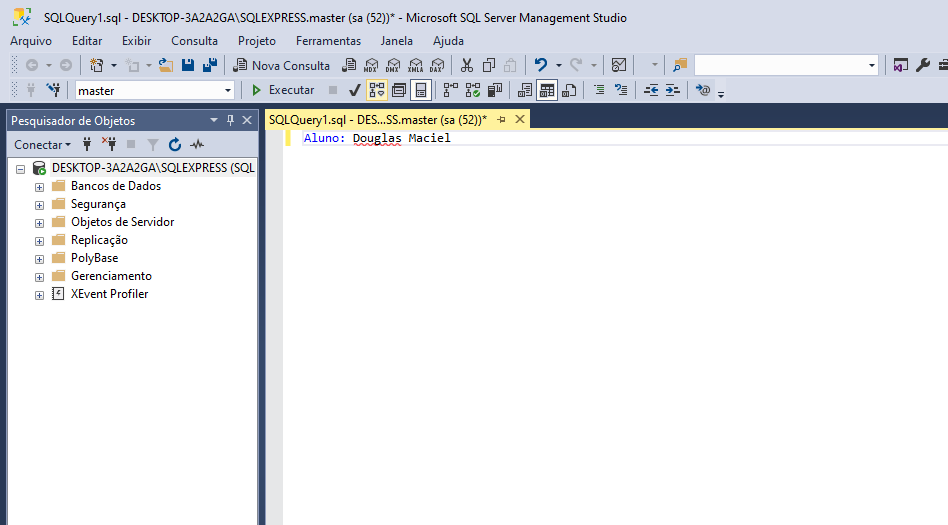 SQLQuery1.sql - DESKTOP-3A2A2GA\SQLEXPRESS.master (sa (52))* - Microsoft SQL Server Management Studio
Arquivo Editar Exibir Consulta Projeto Ferramentas Janela Ajuda
Nova Consulta MDX DMX XMLA DAX
master Executar
Pesquisador de Objetos
SQLQuery1.sql - DES...SS.master (sa (52))*
Conectar
Aluno: Douglas Maciel
DESKTOP-3A2A2GA\SQLEXPRESS (SQL
Bancos de Dados
Segurança
Objetos de Servidor
Replicação
PolyBase
Gerenciamento
XEvent Profiler